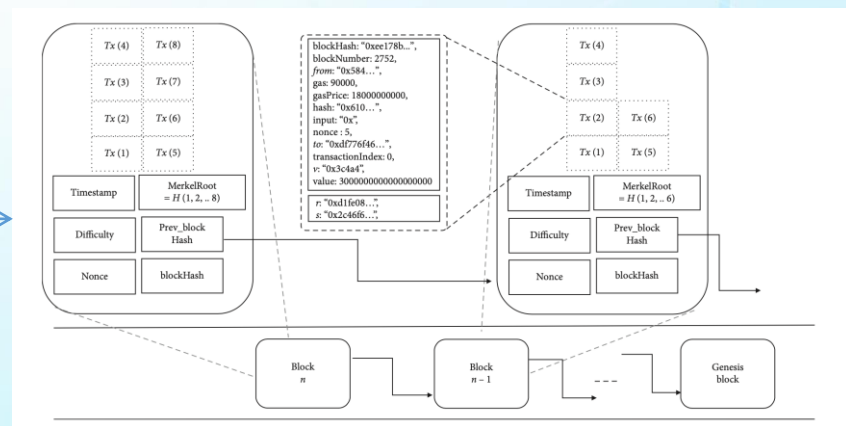 Tx (4) Tx (8)
Tx (3) Tx (7)
Tx (2) Tx (6)
Tx (1) Tx (5)
Timestamp
MerkelRoot
= H (1, 2, .. 8)
Difficulty
Prev_block
Hash
Nonce
blockHash
blockHash: "0xee178b...",
blockNumber: 2752,
from: "0x584…",
gas: 90000,
gasPrice: 18000000000,
hash: "0x610…",
input: "0x",
nonce : 5,
to: "0xdf776f46…",
transactionIndex: 0,
v: "0x3c4a4",
value: 3000000000000000000
r: "0xd1fe08…",
s: "0x2c46f6…",
Tx (4)
Tx (3)
Tx (2) Tx (6)
Tx (1) Tx (5)
Timestamp
MerkelRoot
= H (1, 2, .. 6)
Difficulty
Prev_block
Hash
Nonce
blockHash
Block
n
Block
n – 1
Genesis
block